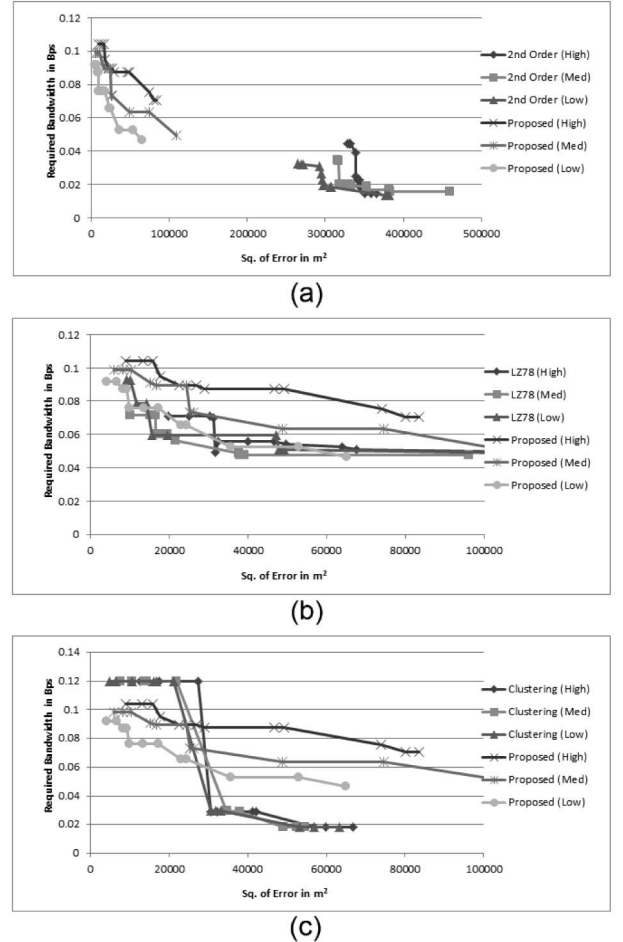 0.12
0.1
0.08
0.06
0.04
0.02
0
Required Bandwidth in Bps
0 100000 200000 300000 400000 500000
Sq. of Error in m²
2nd Order (High)
2nd Order (Med)
2nd Order (Low)
Proposed (High)
Proposed (Med)
Proposed (Low)
(a)
0.12
0.1
0.08
0.06
0.04
0.02
0
Required Bandwidth in Bps
0 20000 40000 60000 80000 100000
Sq. of Error in m²
LZ78 (High)
LZ78 (Med)
LZ78 (Low)
Proposed (High)
Proposed (Med)
Proposed (Low)
(b)
0.14
0.12
0.1
0.08
0.06
0.04
0.02
0
Required Bandwidth in Bps
0 20000 40000 60000 80000 100000
Sq. of Error in m²
Clustering (High)
Clustering (Med)
Clustering (Low)
Proposed (High)
Proposed (Med)
Proposed (Low)
(c)